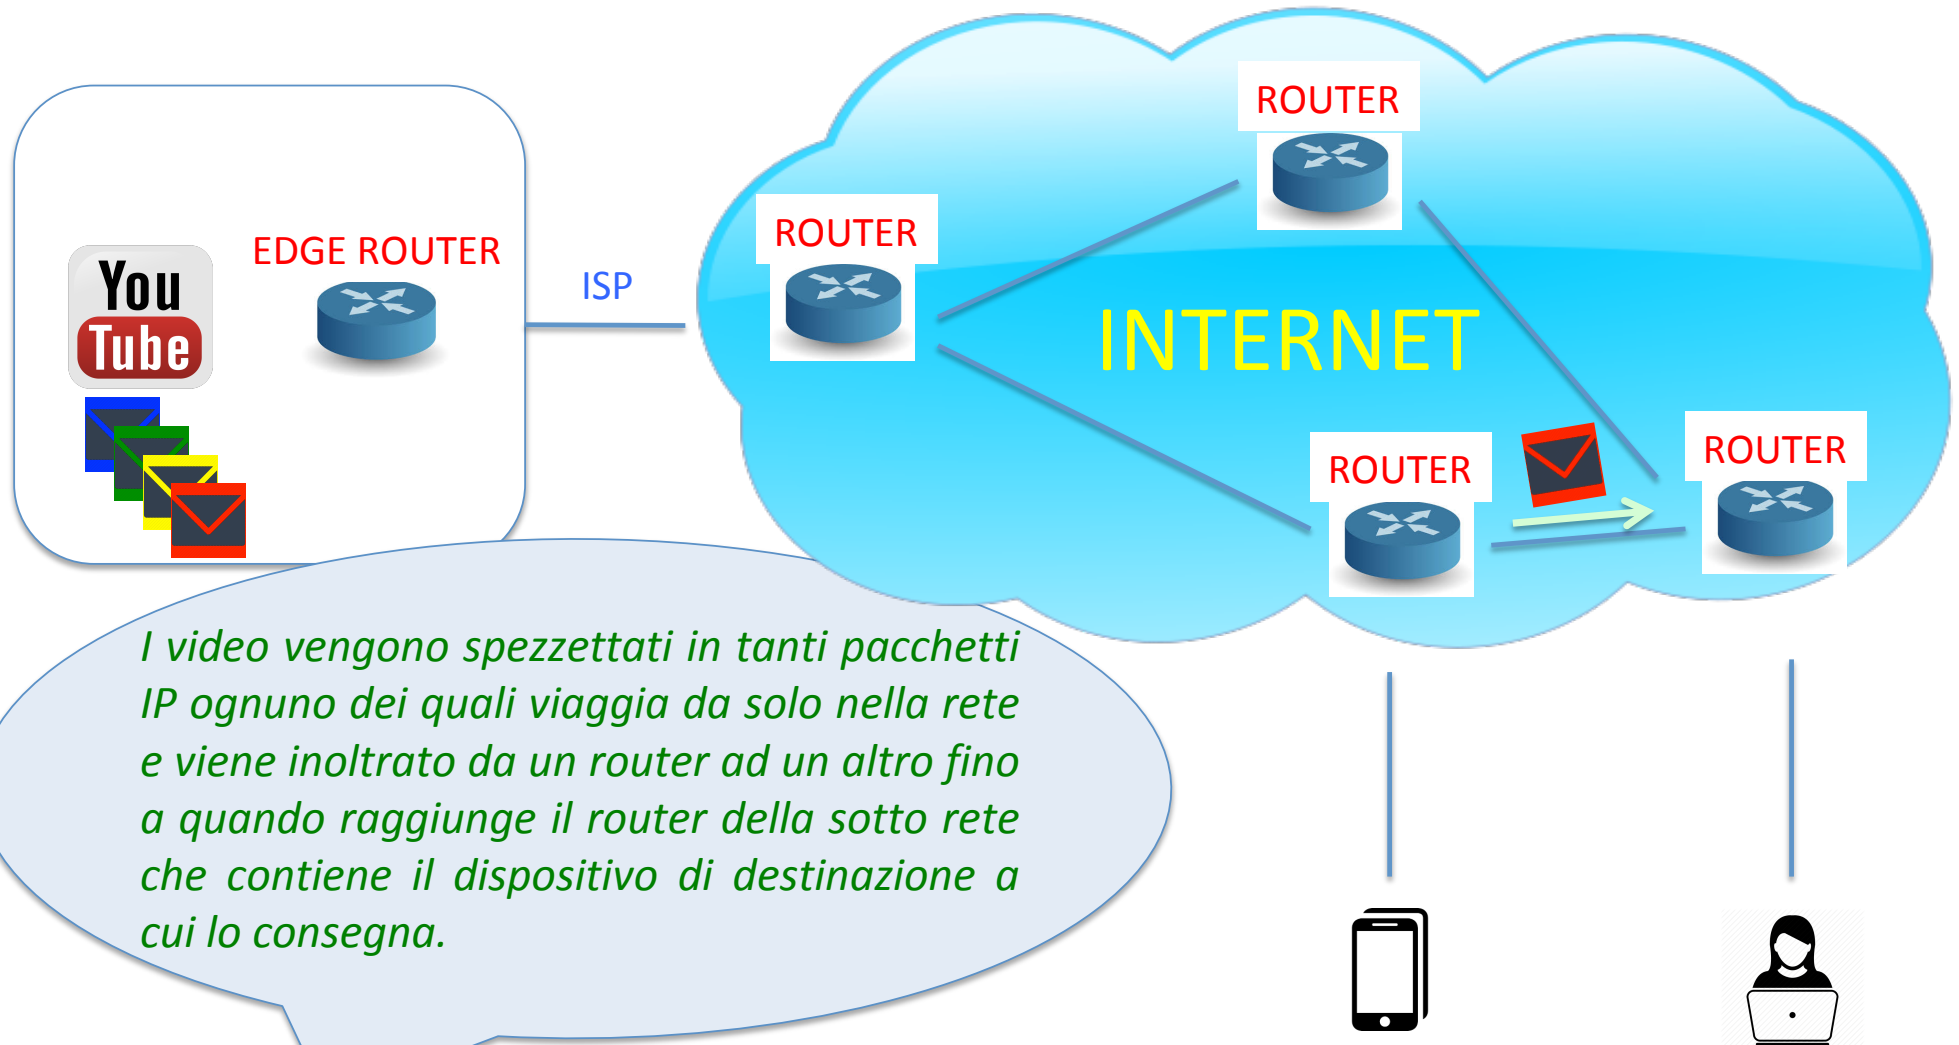 ROUTER
ROUTER
EDGE ROUTER
ISP
You
Tube
INTERNET
ROUTER
ROUTER
I video vengono spezzettati in tanti pacchetti
IP ognuno dei quali viaggia da solo nella rete
e viene inoltrato da un router ad un altro fino
a quando raggiunge il router della sotto rete
che contiene il dispositivo di destinazione a
cui lo consegna.